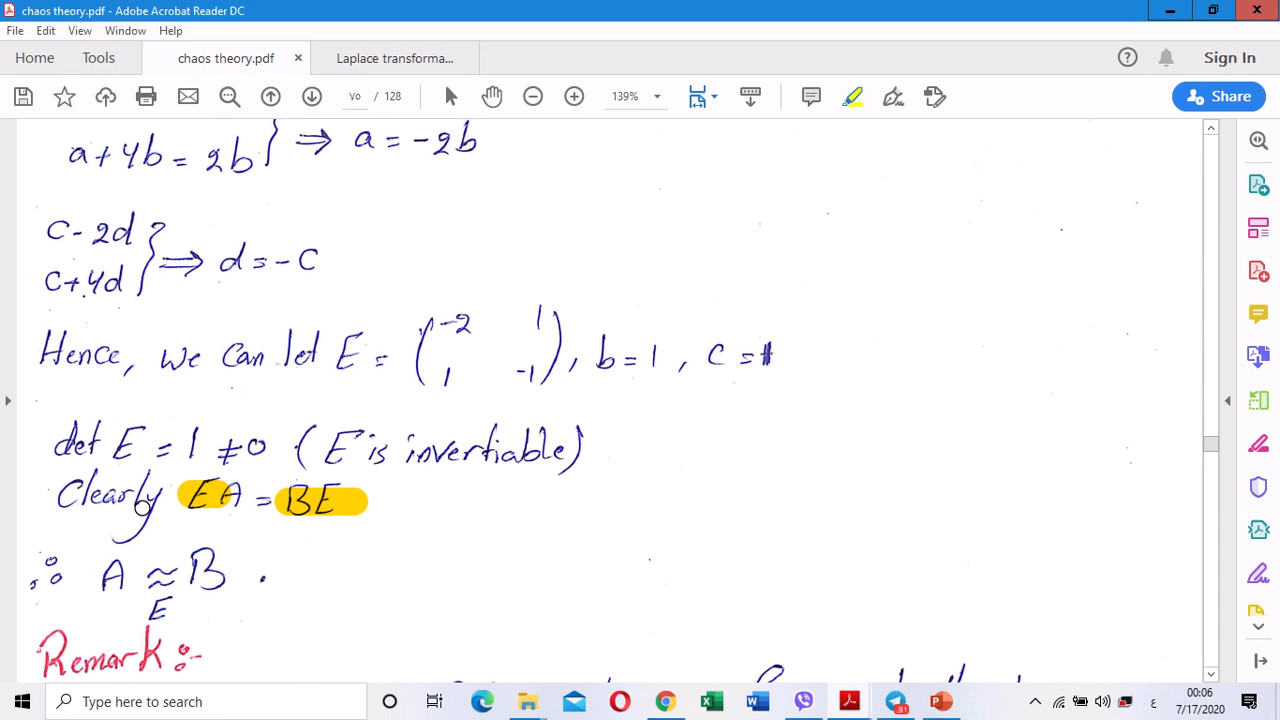 chaos theory.pdf - Adobe Acrobat Reader DC
File Edit View Window Help
Home Tools chaos theory.pdf × Laplace transforma... Sign In
/ 128 139% Share
a+4b = 2b} ⟹ a = -2b
c - 2d
c + 4d } ⟹ d = -c
Hence, we can let E = (-2 1
1 -1), b = 1, c = 1
det E = 1 ≠ 0 (E is invertiable)
Clearly EA = BE
∴ A ≈ B .
E
Remark :-
Type here to search
91
ع 00:06
7/17/2020